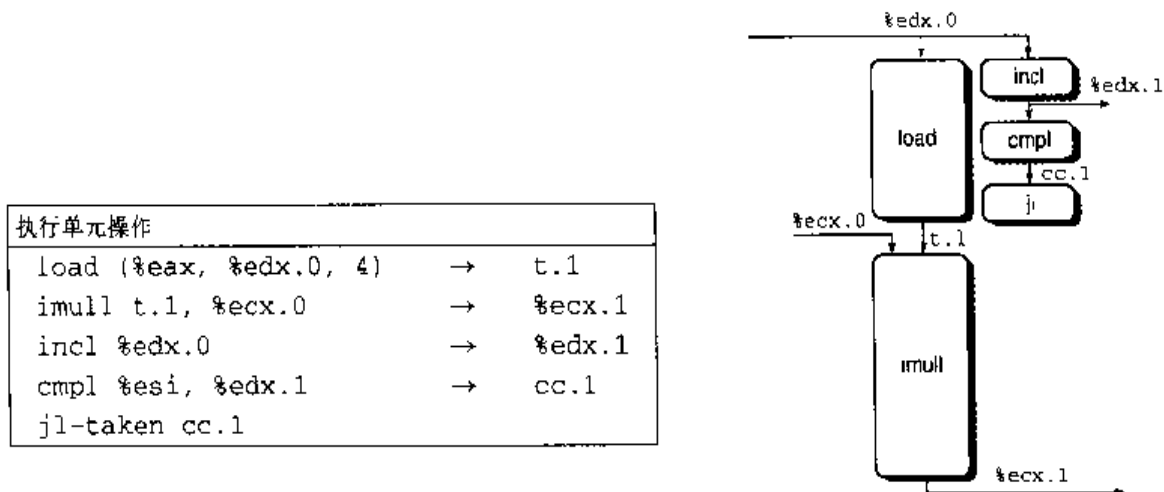 执行单元操作
load (%eax, %edx.0, 4) → t.1
imull t.1, %ecx.0 → %ecx.1
incl %edx.0 → %edx.1
cmpl %esi, %edx.1 → cc.1
jl-taken cc.1
%edx.0
incl
%edx.1
load
cmpl
cc.1
%ecx.0
t.1
imull
%ecx.1